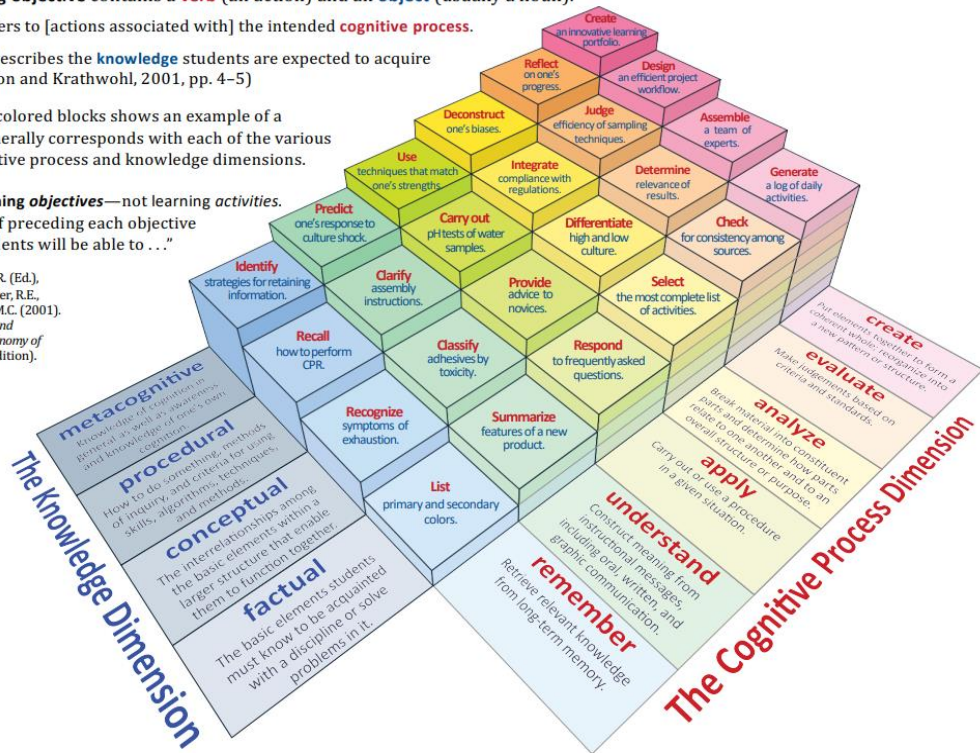 objective contains a verb (an action) and an object (usually a noun).
ers to [actions associated with] the intended cognitive process.
escribes the knowledge students are expected to acquire
on and Krathwohl, 2001, pp. 4–5)
colored blocks shows an example of a
nerally corresponds with each of the various
tive process and knowledge dimensions.
ning objectives—not learning activities.
f preceding each objective
dents will be able to . . ."
R. (Ed.),
er, R.E.,
M.C. (2001).
nd
onomy of
dition).
Create
an innovative learning
portfolio.
Reflect
on one's
progress.
Design
an efficient project
workflow.
Deconstruct
one's biases.
Judge
efficiency of sampling
techniques.
Assemble
a team of
experts.
Use
techniques that match
one's strengths.
Integrate
compliance with
regulations.
Determine
relevance of
results.
Generate
a log of daily
activities.
Predict
one's response to
culture shock.
Carry out
pH tests of water
samples.
Differentiate
high and low
culture.
Check
for consistency among
sources.
Identify
strategies for retaining
information.
Clarify
assembly
instructions.
Provide
advice to
novices.
Select
the most complete list
of activities.
Recall
how to perform
CPR.
Classify
adhesives by
toxicity.
Respond
to frequently asked
questions.
Recognize
symptoms of
exhaustion.
Summarize
features of a new
product.
List
primary and secondary
colors.
metacognitive
Knowledge of cognition in
general as well as awareness
and knowledge of one's own
cognition.
procedural
How to do something, methods
of inquiry, and criteria for using
skills, algorithms, techniques,
and methods.
conceptual
The interrelationships among
the basic elements within a
larger structure that enable
them to function together.
factual
The basic elements students
must know to be acquainted
with a discipline or solve
problems in it.
The Knowledge Dimension
create
Put elements together to form a
coherent whole; reorganize into
a new pattern or structure.
evaluate
Make judgements based on
criteria and standards.
analyze
Break material into constituent
parts and determine how parts
relate to one another and to an
overall structure or purpose.
apply
Carry out or use a procedure
in a given situation.
understand
Construct meaning from
instructional messages,
including oral, written, and
graphic communication.
remember
Retrieve relevant knowledge
from long-term memory.
The Cognitive Process Dimension